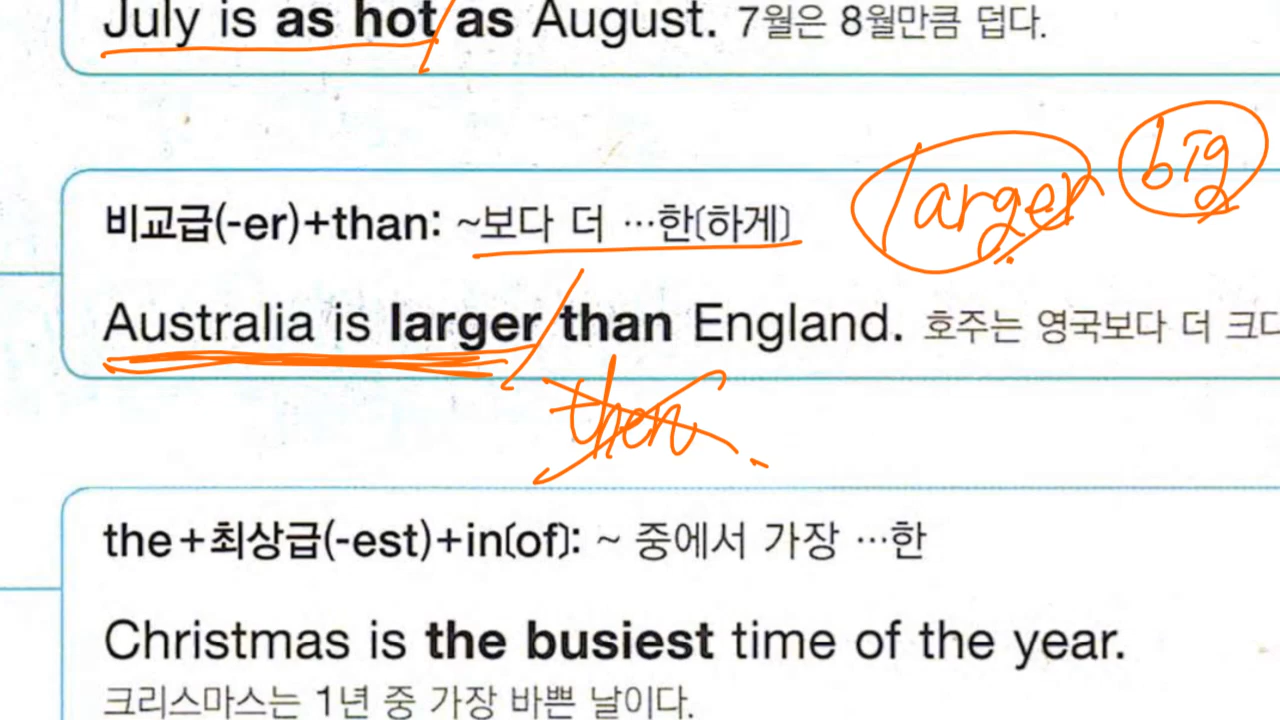 July is as hot as August. 7월은 8월만큼 덥다.
larger big
비교급(-er)+than: ~보다 더 …한(하게)
Australia is larger than England. 호주는 영국보다 더 크다
then
the+최상급(-est)+in(of): ~ 중에서 가장 …한
Christmas is the busiest time of the year.
크리스마스는 1년 중 가장 바쁜 날이다.